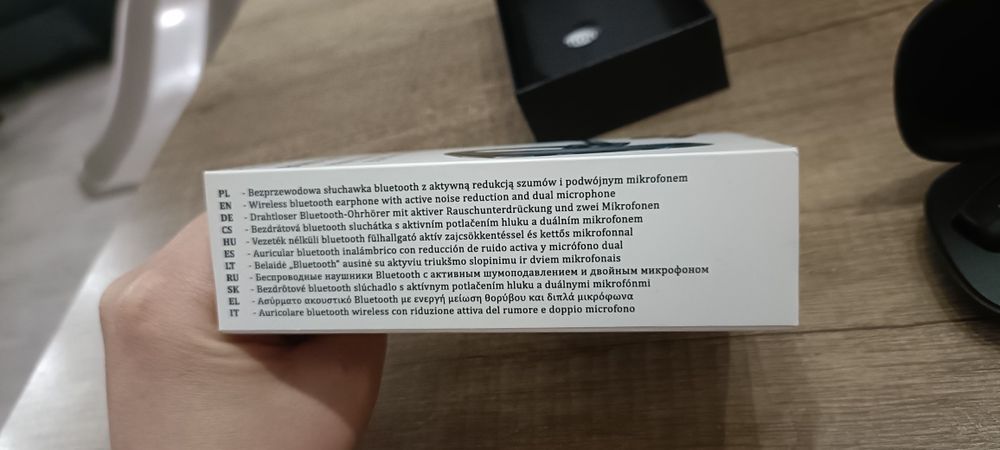 PL - Bezprzewodowa słuchawka bluetooth z aktywną redukcją szumów i podwójnym mikrofonem
EN - Wireless bluetooth earphone with active noise reduction and dual microphone
DE - Drahtloser Bluetooth-Ohrhörer mit aktiver Rauschunterdrückung und zwei Mikrofonen
CS - Bezdrátová bluetooth sluchátka s aktivním potlačením hluku a duálním mikrofonem
HU - Vezeték nélküli bluetooth fülhallgató aktív zajcsökkentéssel és kettős mikrofonnal
ES - Auricular bluetooth inalámbrico con reducción de ruido activa y micrófono dual
LT - Belaidė „Bluetooth" ausinė su aktyviu triukšmo slopinimu ir dviem mikrofonais
RU - Беспроводные наушники Bluetooth с активным шумоподавлением и двойным микрофоном
SK - Bezdrôtové bluetooth slúchadlo s aktívnym potlačením hluku a duálnymi mikrofónmi
EL - Ασύρματο ακουστικό Bluetooth με ενεργή μείωση θορύβου και διπλά μικρόφωνα
IT - Auricolare bluetooth wireless con riduzione attiva del rumore e doppio microfono